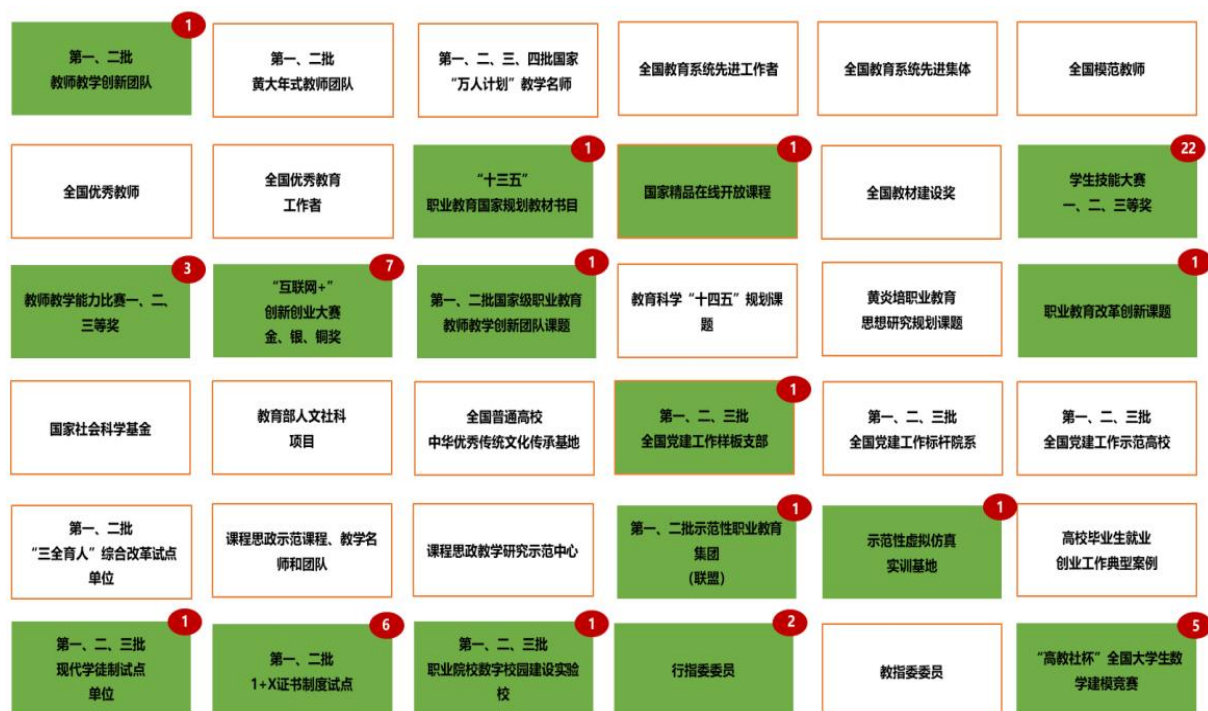 1
第一、二批
教师教学创新团队
第一、二批
黄大年式教师团队
第一、二、三、四批国家
“万人计划”教学名师
全国教育系统先进工作者
全国教育系统先进集体
全国模范教师
全国优秀教师
全国优秀教育
工作者
1
“十三五”
职业教育国家规划教材书目
1
国家精品在线开放课程
全国教材建设奖
22
学生技能大赛
一、二、三等奖
3
教师教学能力比赛一、二、
三等奖
7
“互联网+”
创新创业大赛
金、银、铜奖
1
第一、二批国家级职业教育
教师教学创新团队课题
教育科学“十四五”规划课
题
黄炎培职业教育
思想研究规划课题
1
职业教育改革创新课题
国家社会科学基金
教育部人文社科
项目
全国普通高校
中华优秀传统文化传承基地
1
第一、二、三批
全国党建工作样板支部
第一、二、三批
全国党建工作标杆院系
第一、二、三批
全国党建工作示范高校
第一、二批
“三全育人”综合改革试点
单位
课程思政示范课程、教学名
师和团队
课程思政教学研究示范中心
1
第一、二批示范性职业教育
集团
(联盟)
1
示范性虚拟仿真
实训基地
高校毕业生就业
创业工作典型案例
1
第一、二、三批
现代学徒制试点
单位
6
第一、二批
1+X证书制度试点
1
第一、二、三批
职业院校数字校园建设实验
校
2
行指委委员
教指委委员
5
“高教社杯”全国大学生数
学建模竞赛